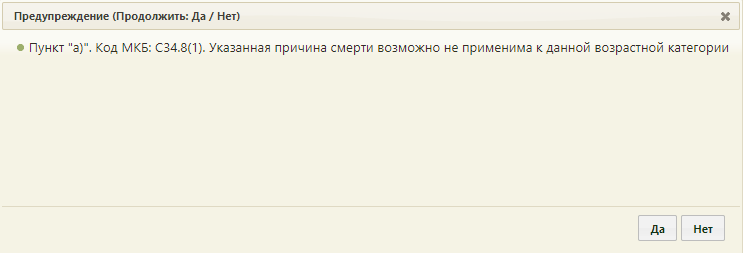 Предупреждение (Продолжить: Да / Нет)
Пункт "а)". Код МКБ: C34.8(1). Указанная причина смерти возможно не применима к данной возрастной категории
Да Нет